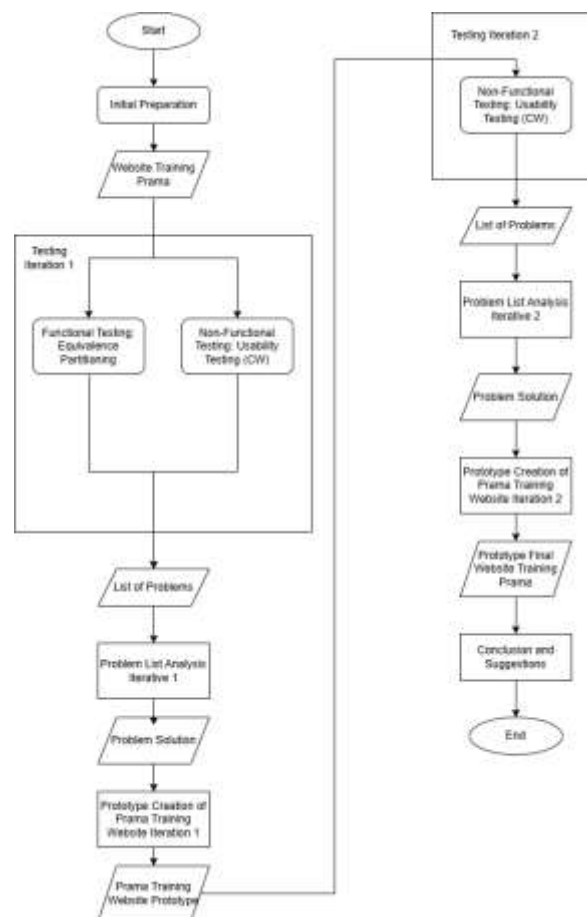 Start
Initial Preparation
Website Training
Prama
Testing
Iteration 1
Functional Testing:
Equivalence
Partitioning
Non-Functional
Testing: Usability
Testing (CW)
List of Problems
Problem List Analysis
Iterative 1
Problem Solution
Prototype Creation of
Prama Training
Website Iteration 1
Prama Training
Website Prototype
Testing Iteration 2
Non-Functional
Testing: Usability
Testing (CW)
List of Problems
Problem List Analysis
Iterative 2
Problem Solution
Prototype Creation of
Prama Training
Website Iteration 2
Prototype Final
Website Training
Prama
Conclusion and
Suggestions
End